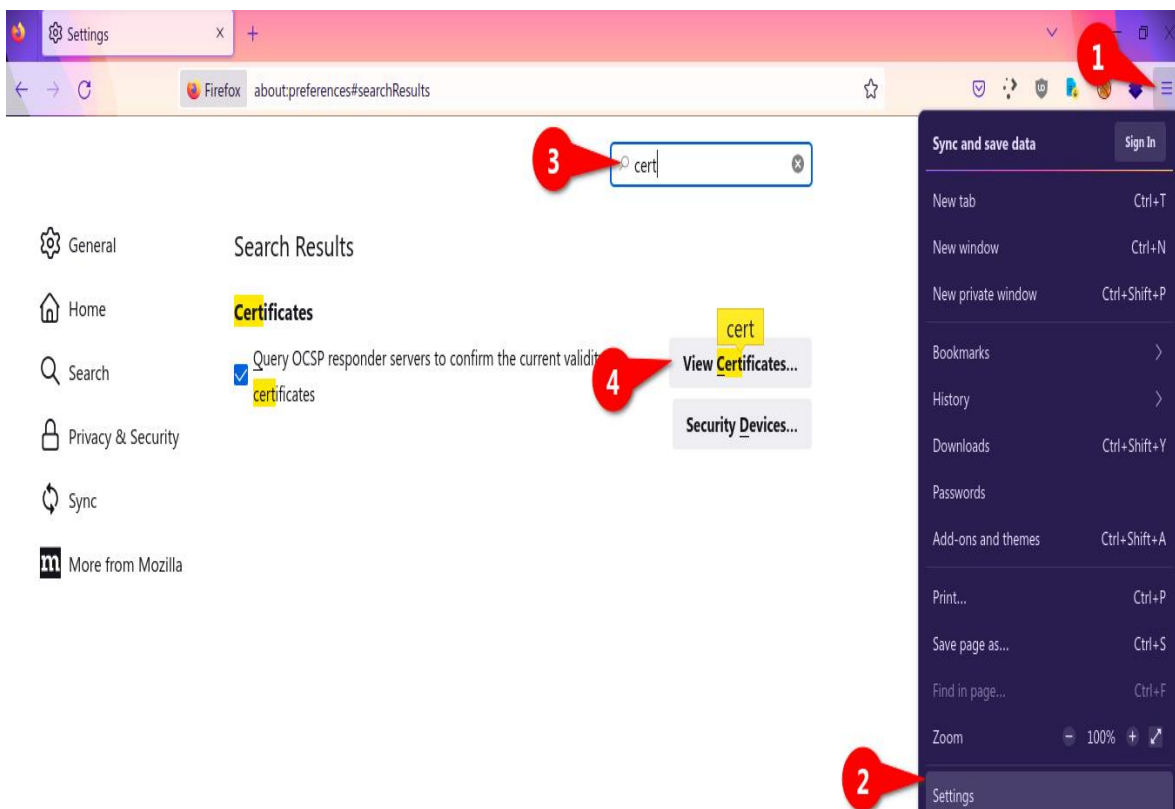 Settings
1
Firefox about:preferences#searchResults
Sync and save data Sign In
3
cert
New tab Ctrl+T
General
Search Results
New window Ctrl+N
Home
Certificates
New private window Ctrl+Shift+P
cert
Query OCSP responder servers to confirm the current validit
View Certificates...
Bookmarks
Search
4
certificates
History
Security Devices...
Privacy & Security
Downloads Ctrl+Shift+Y
Sync
Passwords
Add-ons and themes Ctrl+Shift+A
m More from Mozilla
Print... Ctrl+P
Save page as... Ctrl+S
Find in page... Ctrl+F
Zoom - 100% +
2
Settings